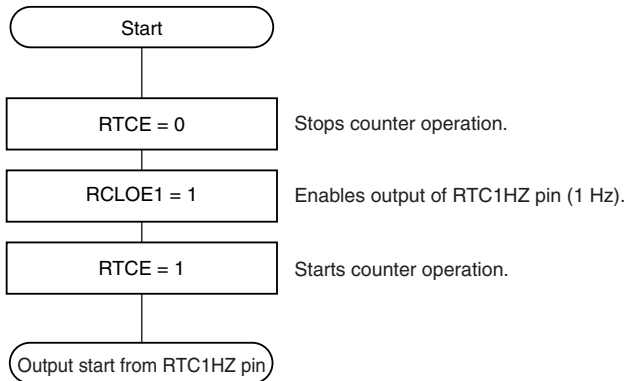 Start
RTCE = 0
Stops counter operation.
RCLOE1 = 1
Enables output of RTC1HZ pin (1 Hz).
RTCE = 1
Starts counter operation.
Output start from RTC1HZ pin